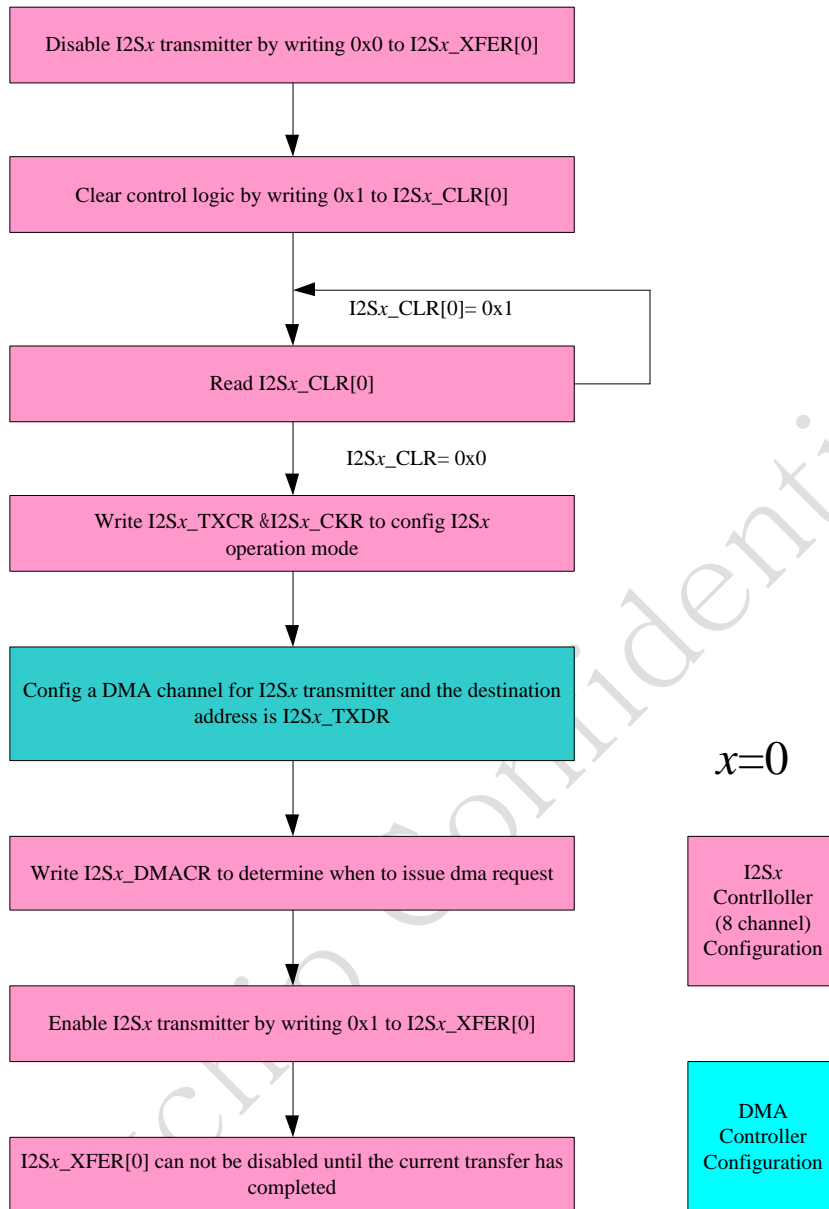 Disable I2Sx transmitter by writing 0x0 to I2Sx_XFER[0]
Clear control logic by writing 0x1 to I2Sx_CLR[0]
I2Sx_CLR[0]= 0x1
Read I2Sx_CLR[0]
I2Sx_CLR= 0x0
Write I2Sx_TXCR &I2Sx_CKR to config I2Sx
operation mode
Config a DMA channel for I2Sx transmitter and the destination
address is I2Sx_TXDR
x=0
Write I2Sx_DMACR to determine when to issue dma request
I2Sx
Contrlloller
(8 channel)
Configuration
Enable I2Sx transmitter by writing 0x1 to I2Sx_XFER[0]
DMA
Controller
Configuration
I2Sx_XFER[0] can not be disabled until the current transfer has
completed